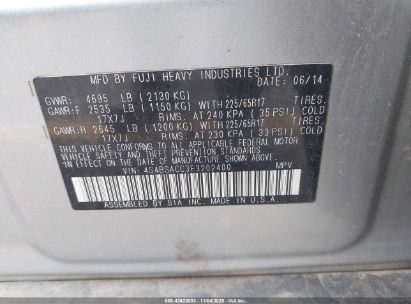 MFD BY FUJI HEAVY INDUSTRIES LTD. 06/14
GVWR: 4695 LB (2130 KG)
GAWR-F 2535 LB (1150 KG) WITH 225/65R17 TIRES
17X7J RIMS. AT 240 KPA (35 PSI) COLD
GAWR-R 2645 LB (1200 KG) WITH 225/65R17 TIRES
17X7J RIMS. AT 230 KPA (33 PSI) COLD
THIS VEHICLE CONFORMS TO ALL APPLICABLE FEDERAL MOTOR
VEHICLE SAFETY AND THEFT PREVENTION STANDARDS
IN EFFECT ON THE DATE OF MANUFACTURE SHOWN ABOVE.
VIN: 4S4BSACC3F3202400 MPV
ASSEMBLED BY SIA INC. MADE IN U.S.A.